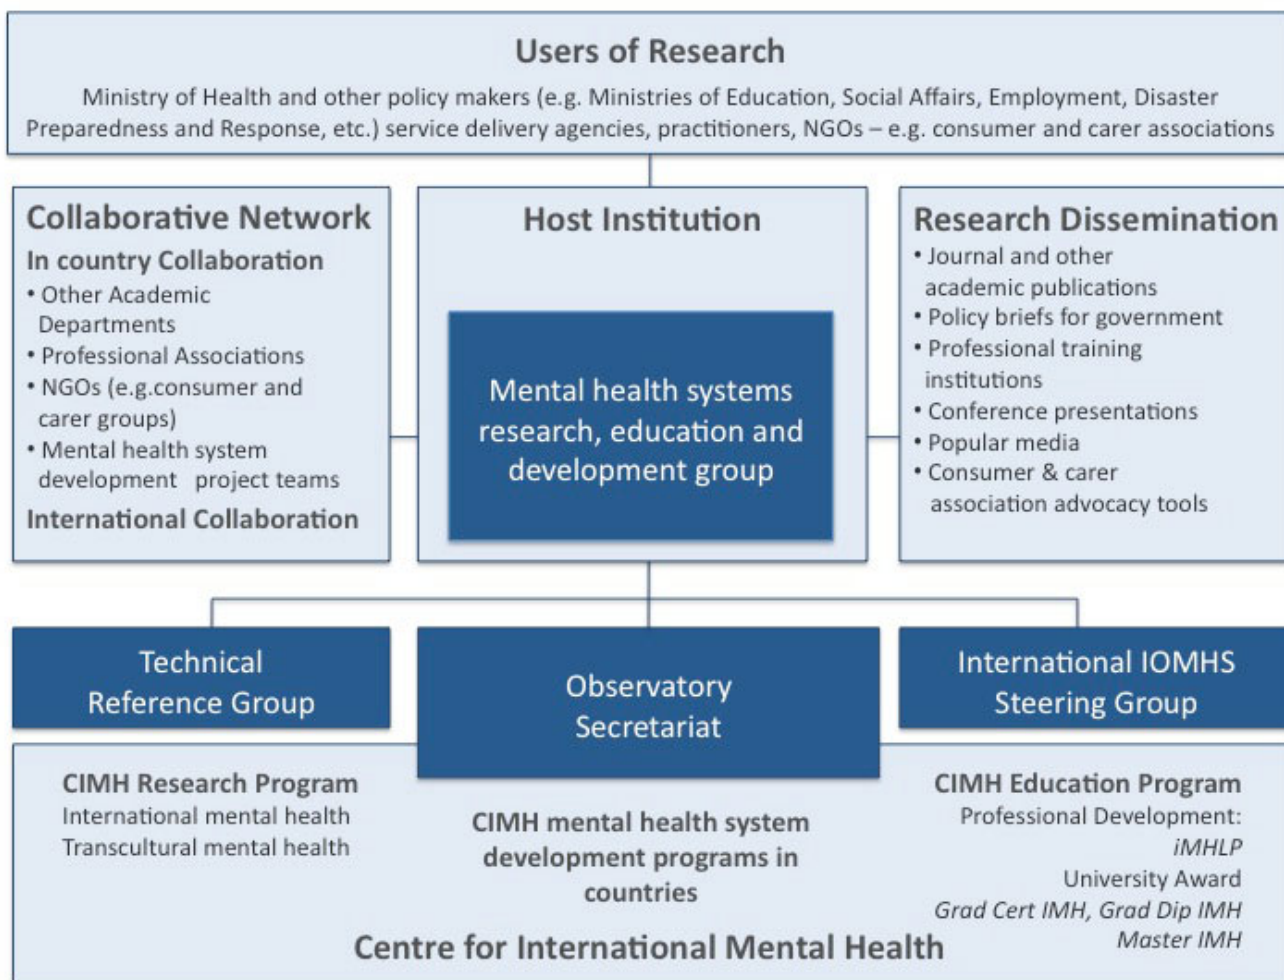 Users of Research
Ministry of Health and other policy makers (e.g. Ministries of Education, Social Affairs, Employment, Disaster
Preparedness and Response, etc.) service delivery agencies, practitioners, NGOs – e.g. consumer and carer associations
Collaborative Network
In country Collaboration
• Other Academic
Departments
• Professional Associations
• NGOs (e.g.consumer and
carer groups)
• Mental health system
development project teams
International Collaboration
Host Institution
Mental health systems
research, education and
development group
Research Dissemination
• Journal and other
academic publications
• Policy briefs for government
• Professional training
institutions
• Conference presentations
• Popular media
• Consumer & carer
association advocacy tools
Technical
Reference Group
Observatory
Secretariat
International IOMHS
Steering Group
CIMH Research Program
International mental health
Transcultural mental health
CIMH mental health system
development programs in
countries
CIMH Education Program
Professional Development:
iMHLP
University Award
Grad Cert IMH, Grad Dip IMH
Master IMH
Centre for International Mental Health